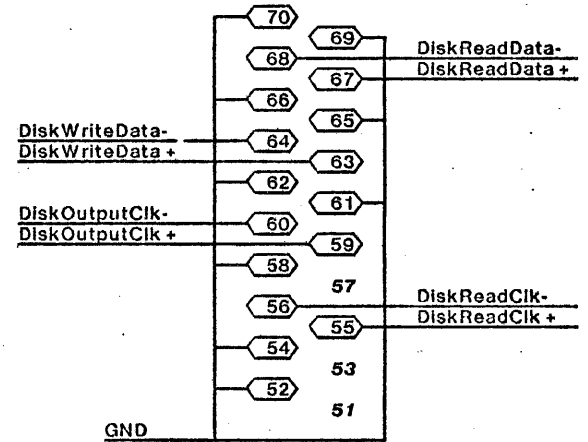 70
69
68 DiskReadData-
67 DiskReadData +
66
65
DiskWriteData- 64
DiskWriteData + 63
62
61
DiskOutputClk- 60
DiskOutputClk + 59
58
57
56 DiskReadClk-
55 DiskReadClk +
54
53
52
51
GND